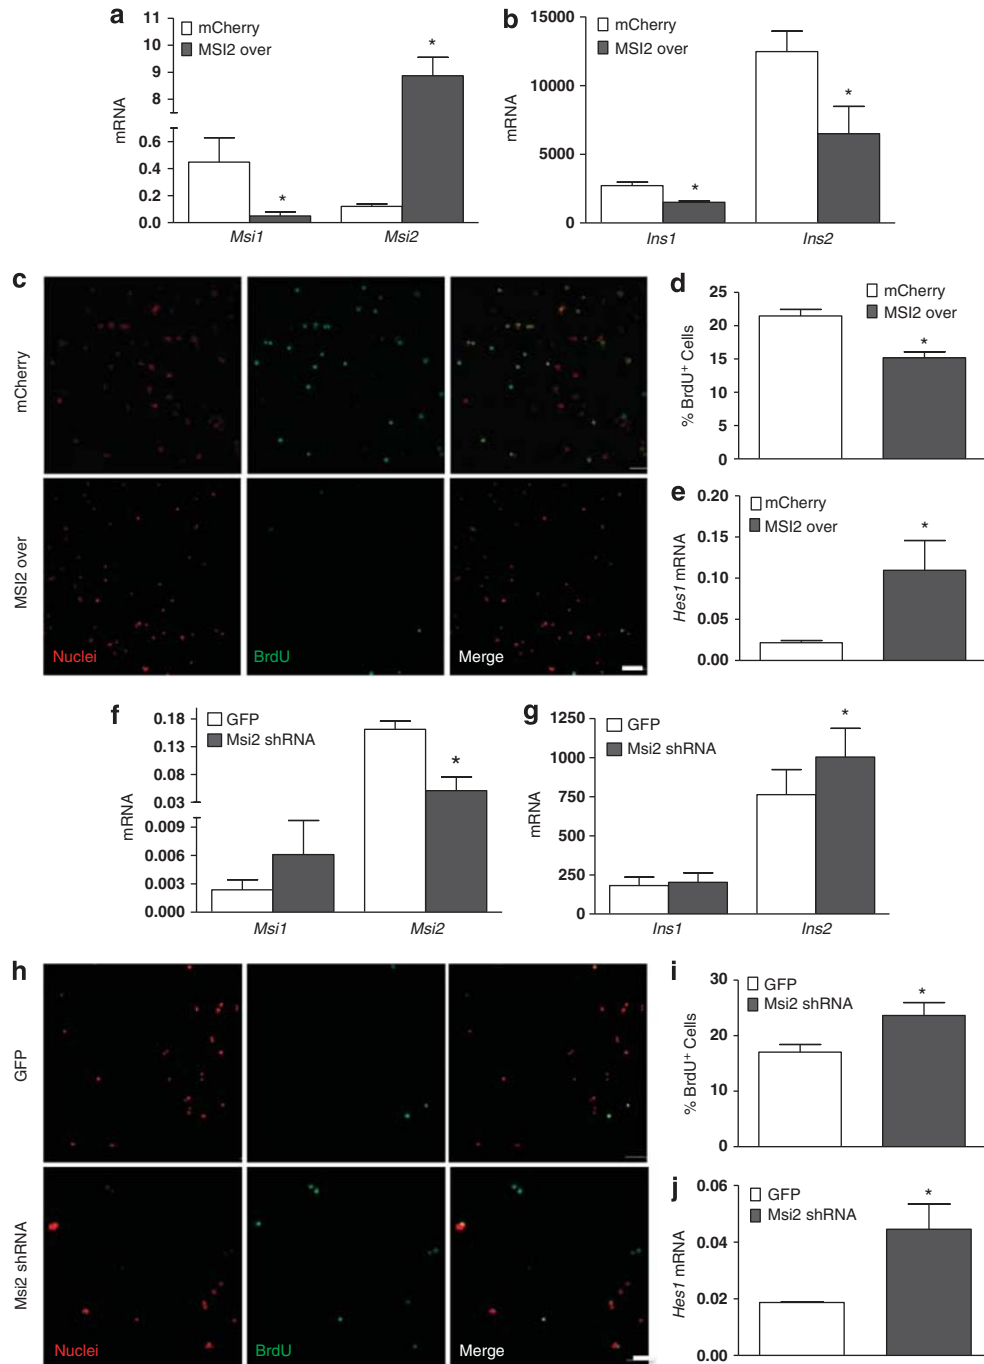 a
11
10
9
8
0.6
0.4
0.2
0.0
mRNA
mCherry
MSI2 over
*
*
Msi1
Msi2
b
15000
10000
5000
0
mRNA
mCherry
MSI2 over
*
*
Ins1
Ins2
c
mCherry
MSI2 over
Nuclei
BrdU
Merge
d
25
20
15
10
5
0
% BrdU+ Cells
mCherry
MSI2 over
*
e
0.20
0.15
0.10
0.05
0.00
Hes1 mRNA
mCherry
MSI2 over
*
f
0.18
0.13
0.08
0.03
0.009
0.006
0.003
0.000
mRNA
GFP
Msi2 shRNA
*
Msi1
Msi2
g
1250
1000
750
500
250
0
mRNA
GFP
Msi2 shRNA
*
Ins1
Ins2
h
GFP
Msi2 shRNA
Nuclei
BrdU
Merge
i
30
20
10
0
% BrdU+ Cells
GFP
Msi2 shRNA
*
j
0.06
0.04
0.02
0.00
Hes1 mRNA
GFP
Msi2 shRNA
*